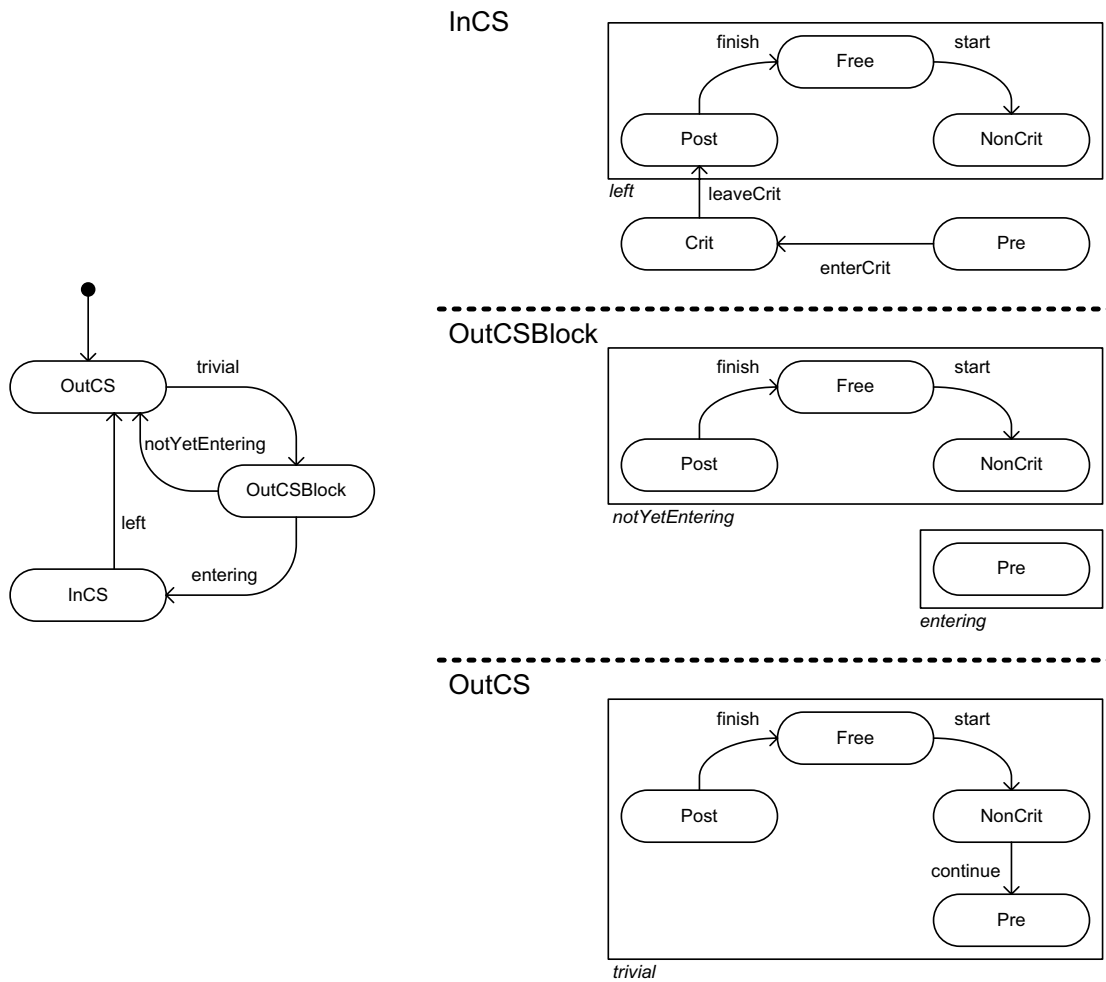 OutCS
trivial
notYetEntering
OutCSBlock
left
entering
InCS
InCS
finish
Free
start
Post
NonCrit
left
leaveCrit
Crit
Pre
enterCrit
OutCSBlock
finish
Free
start
Post
NonCrit
notYetEntering
Pre
entering
OutCS
finish
Free
start
Post
NonCrit
continue
Pre
trivial